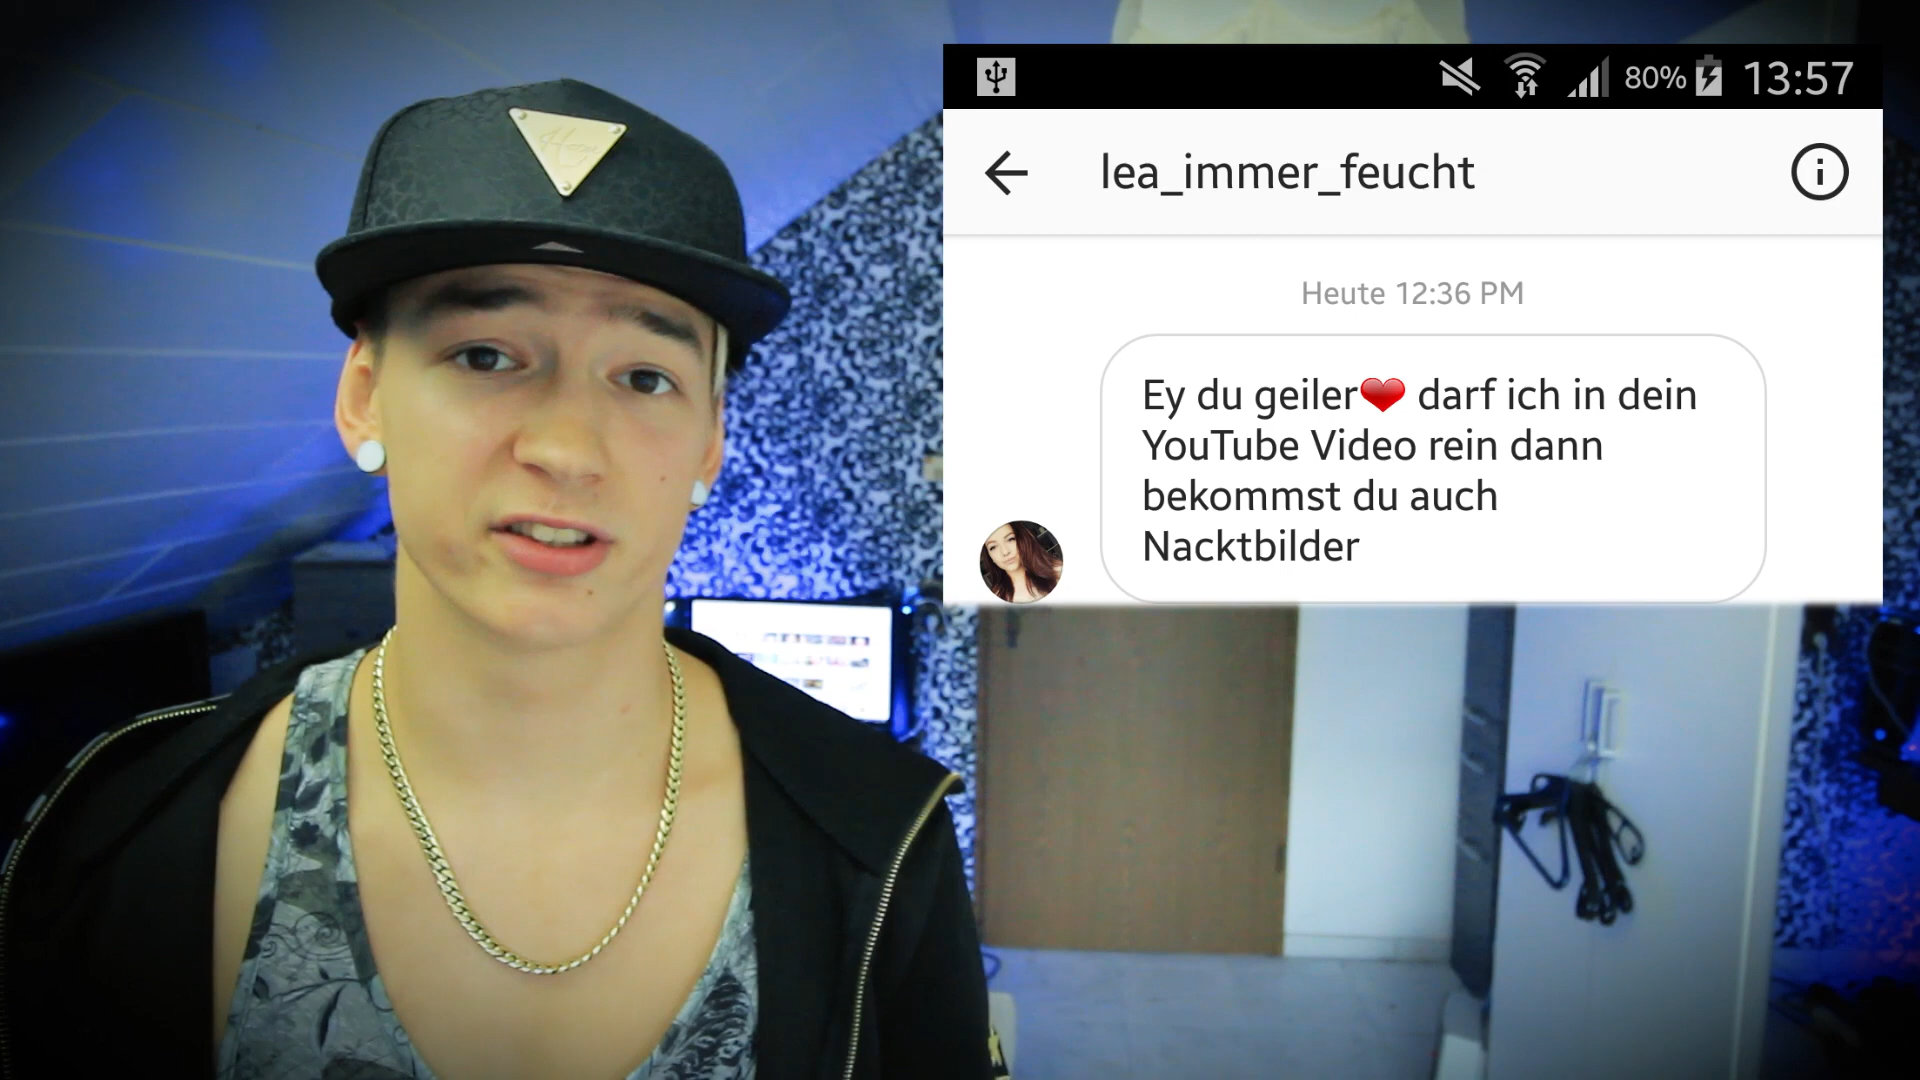 80% 13:57
lea_immer_feucht
Heute 12:36 PM
Ey du geiler❤ darf ich in dein
YouTube Video rein dann
bekommst du auch
Nacktbilder